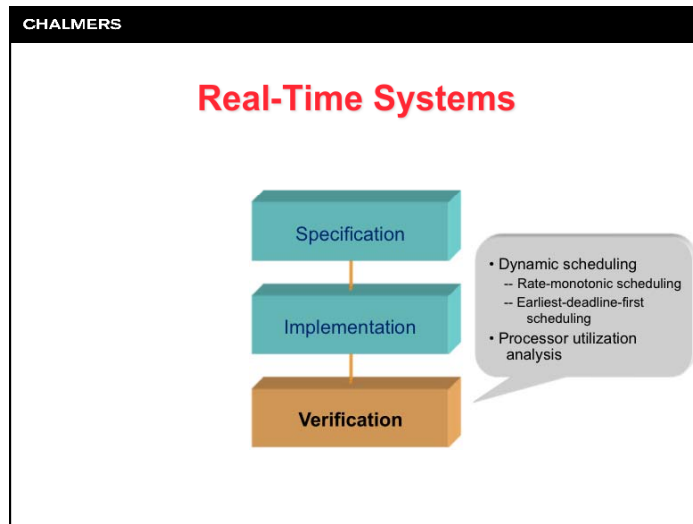 CHALMERS
Real-Time Systems
Specification
Implementation
Verification
• Dynamic scheduling
-- Rate-monotonic scheduling
-- Earliest-deadline-first
scheduling
• Processor utilization
analysis